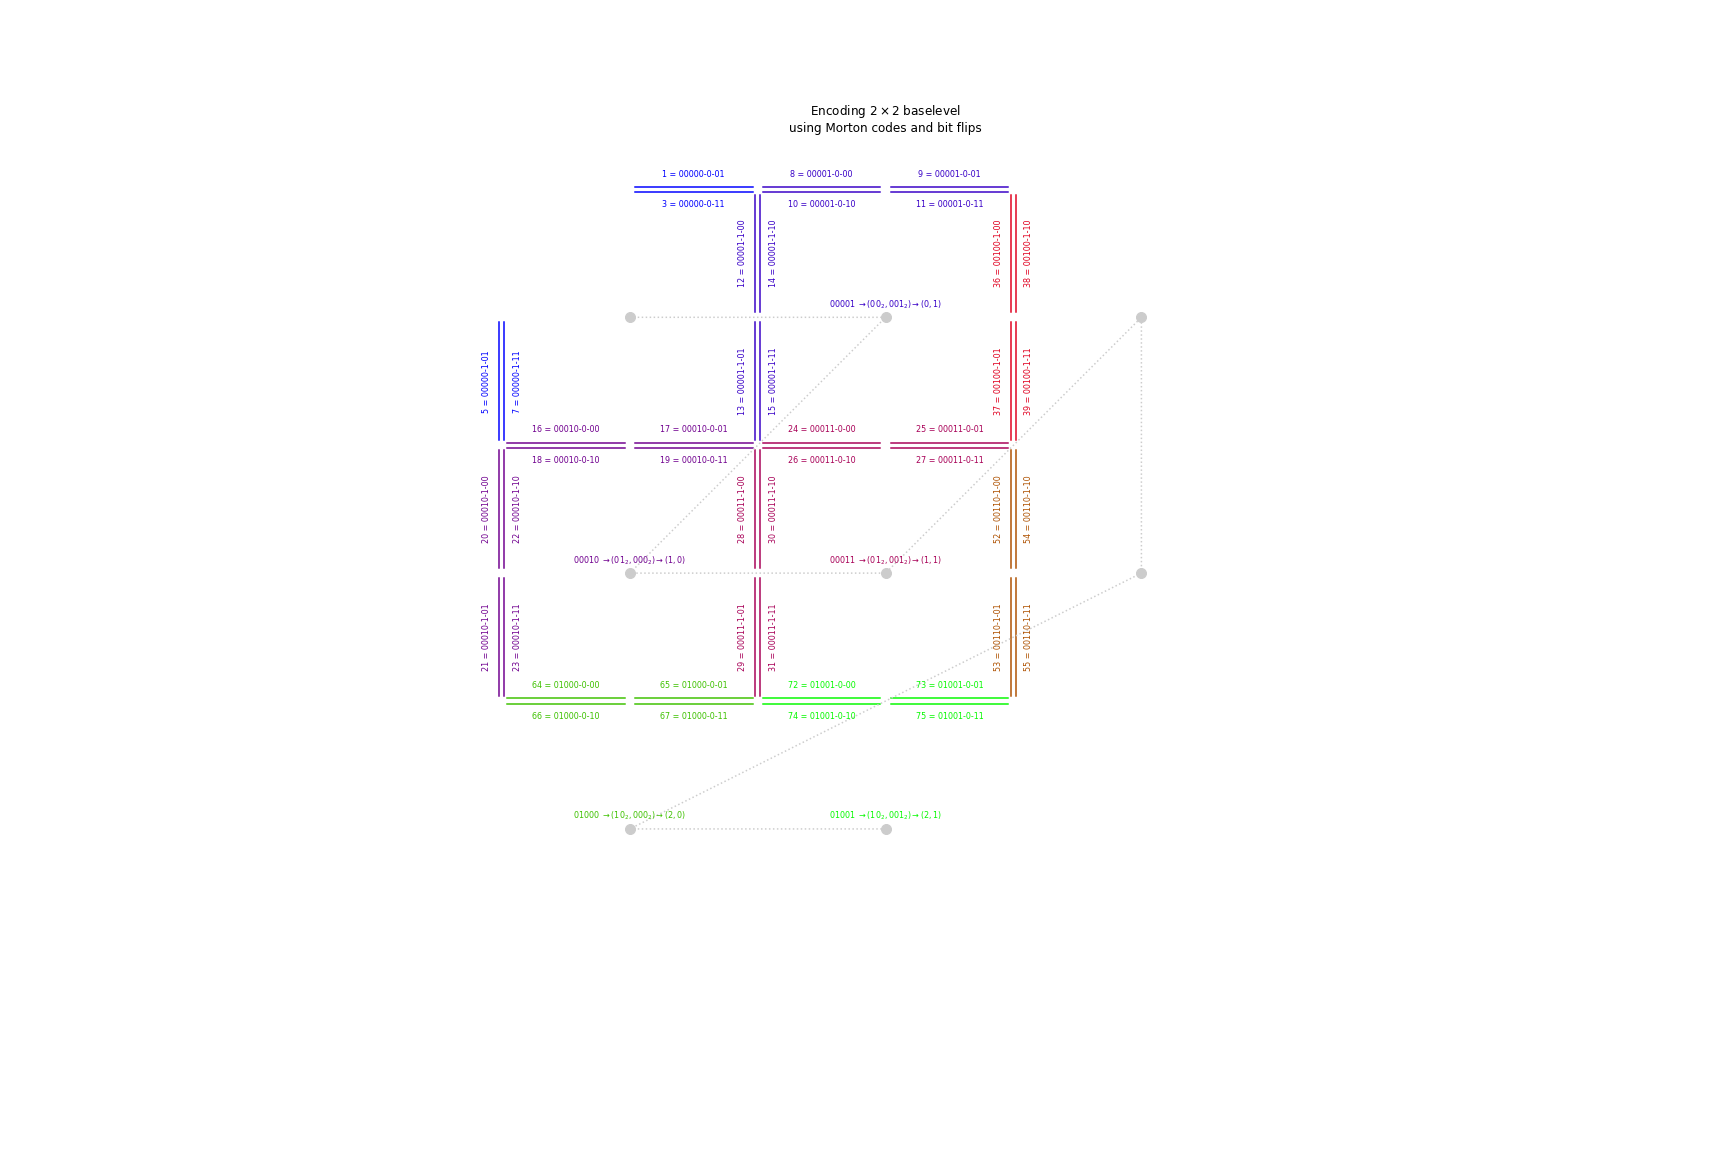 Encoding 2 × 2 baselevel
using Morton codes and bit flips
1 = 00000-0-01
8 = 00001-0-00
9 = 00001-0-01
3 = 00000-0-11
10 = 00001-0-10
11 = 00001-0-11
12 = 00001-1-00
14 = 00001-1-10
36 = 00100-1-00
38 = 00100-1-10
00001 → (00₂, 001₂) → (0, 1)
5 = 00000-1-01
7 = 00000-1-11
13 = 00001-1-01
15 = 00001-1-11
37 = 00100-1-01
39 = 00100-1-11
16 = 00010-0-00
17 = 00010-0-01
24 = 00011-0-00
25 = 00011-0-01
18 = 00010-0-10
19 = 00010-0-11
26 = 00011-0-10
27 = 00011-0-11
20 = 00010-1-00
22 = 00010-1-10
28 = 00011-1-00
30 = 00011-1-10
52 = 00110-1-00
54 = 00110-1-10
00010 → (01₂, 000₂) → (1, 0)
00011 → (01₂, 001₂) → (1, 1)
21 = 00010-1-01
23 = 00010-1-11
29 = 00011-1-01
31 = 00011-1-11
53 = 00110-1-01
55 = 00110-1-11
64 = 01000-0-00
65 = 01000-0-01
72 = 01001-0-00
73 = 01001-0-01
66 = 01000-0-10
67 = 01000-0-11
74 = 01001-0-10
75 = 01001-0-11
01000 → (10₂, 000₂) → (2, 0)
01001 → (10₂, 001₂) → (2, 1)